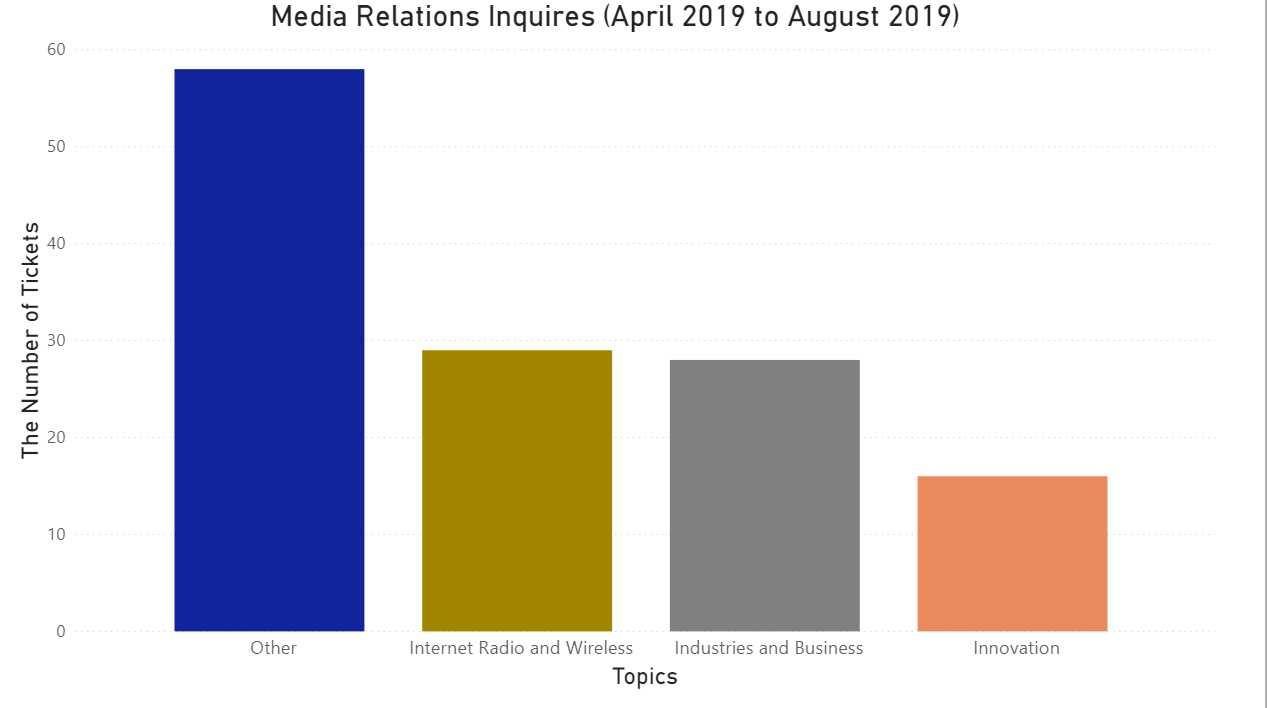 Media Relations Inquires (April 2019 to August 2019)
60
50
40
30
20
10
0
The Number of Tickets
Other
Internet Radio and Wireless
Industries and Business
Innovation
Topics